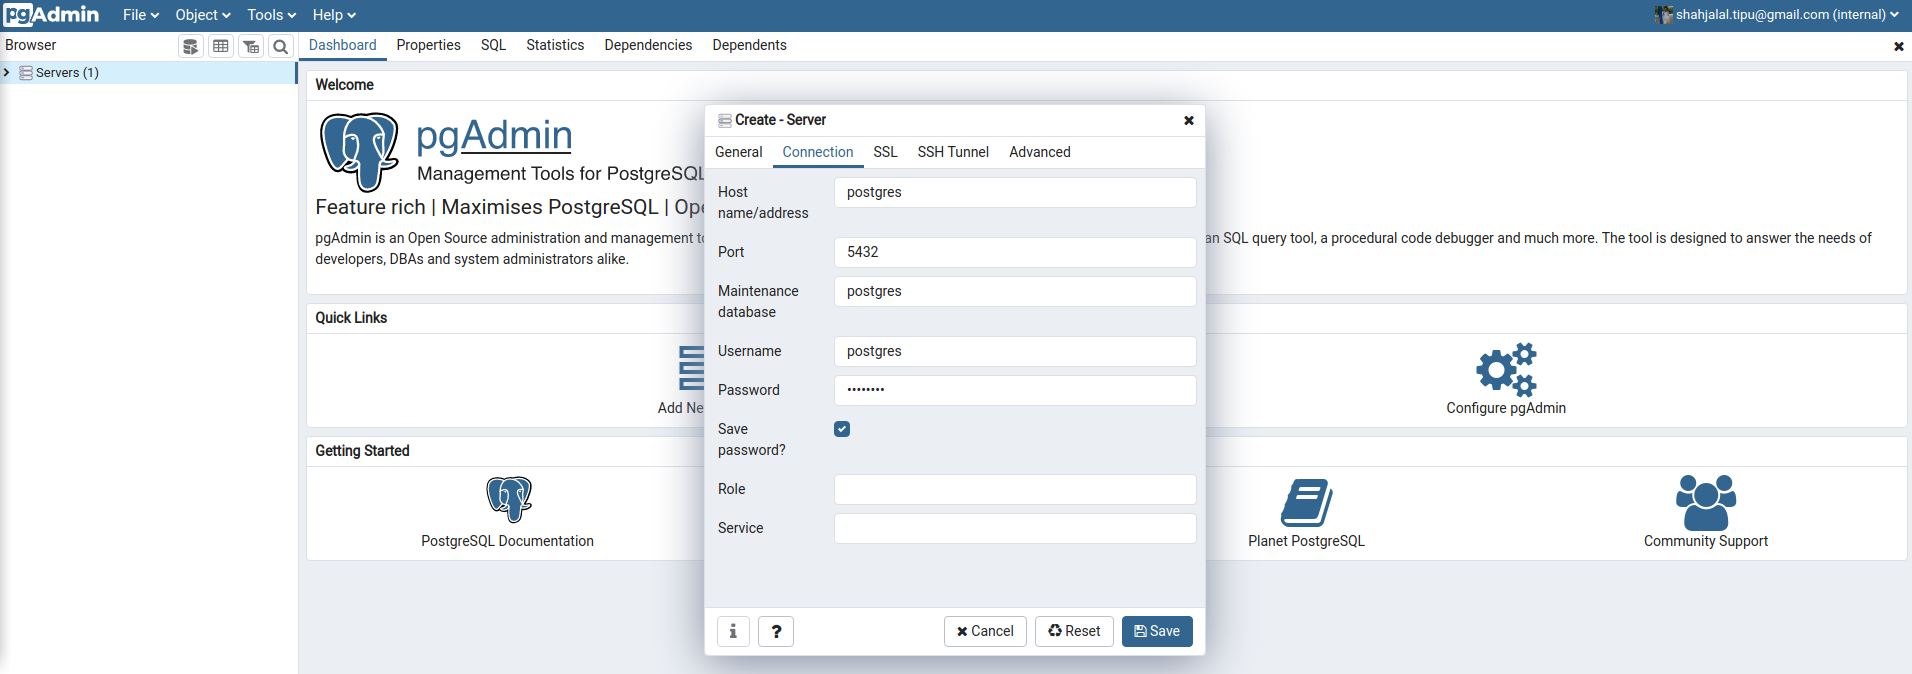 pgAdmin File Object Tools Help shahjalal.tipu@gmail.com (internal)
Browser Dashboard Properties SQL Statistics Dependencies Dependents
Servers (1)
Welcome
pgAdmin
Management Tools for PostgreSQL
Feature rich | Maximises PostgreSQL |
pgAdmin is an Open Source administration and management
an SQL query tool, a procedural code debugger and much more. The tool is designed to answer the needs of
developers, DBAs and system administrators alike.
Quick Links
Add
Configure pgAdmin
Getting Started
PostgreSQL Documentation
Planet PostgreSQL
Community Support
Create - Server
General Connection SSL SSH Tunnel Advanced
Host postgres
name/address
Port 5432
Maintenance postgres
database
Username postgres
Password ••••••••
Save
password?
Role
Service
i ? Cancel Reset Save